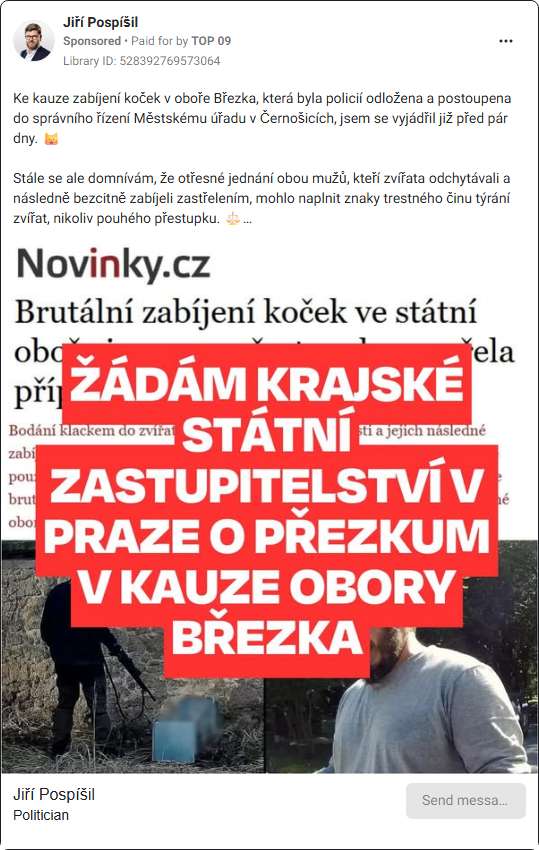 Jiří Pospíšil
Sponsored • Paid for by TOP 09
Library ID: 528392769573064
Ke kauze zabíjení koček v oboře Březka, která byla policií odložena a postoupena
do správního řízení Městskému úřadu v Černošicích, jsem se vyjádřil již před pár
dny.
Stále se ale domnívám, že otřesné jednání obou mužů, kteří zvířata odchytávali a
následně bezcitně zabíjeli zastřelením, mohlo naplnit znaky trestného činu týrání
zvířat, nikoliv pouhého přestupku. ...
Novinky.cz
Brutální zabíjení koček ve státní
ŽÁDÁM KRAJSKÉ
STÁTNÍ
ZASTUPITELSTVÍ V
PRAZE O PŘEZKUM
V KAUZE OBORY
BŘEZKA
Bodání klackem do
a jejich následné
Jiří Pospíšil
Politician
Send messa...